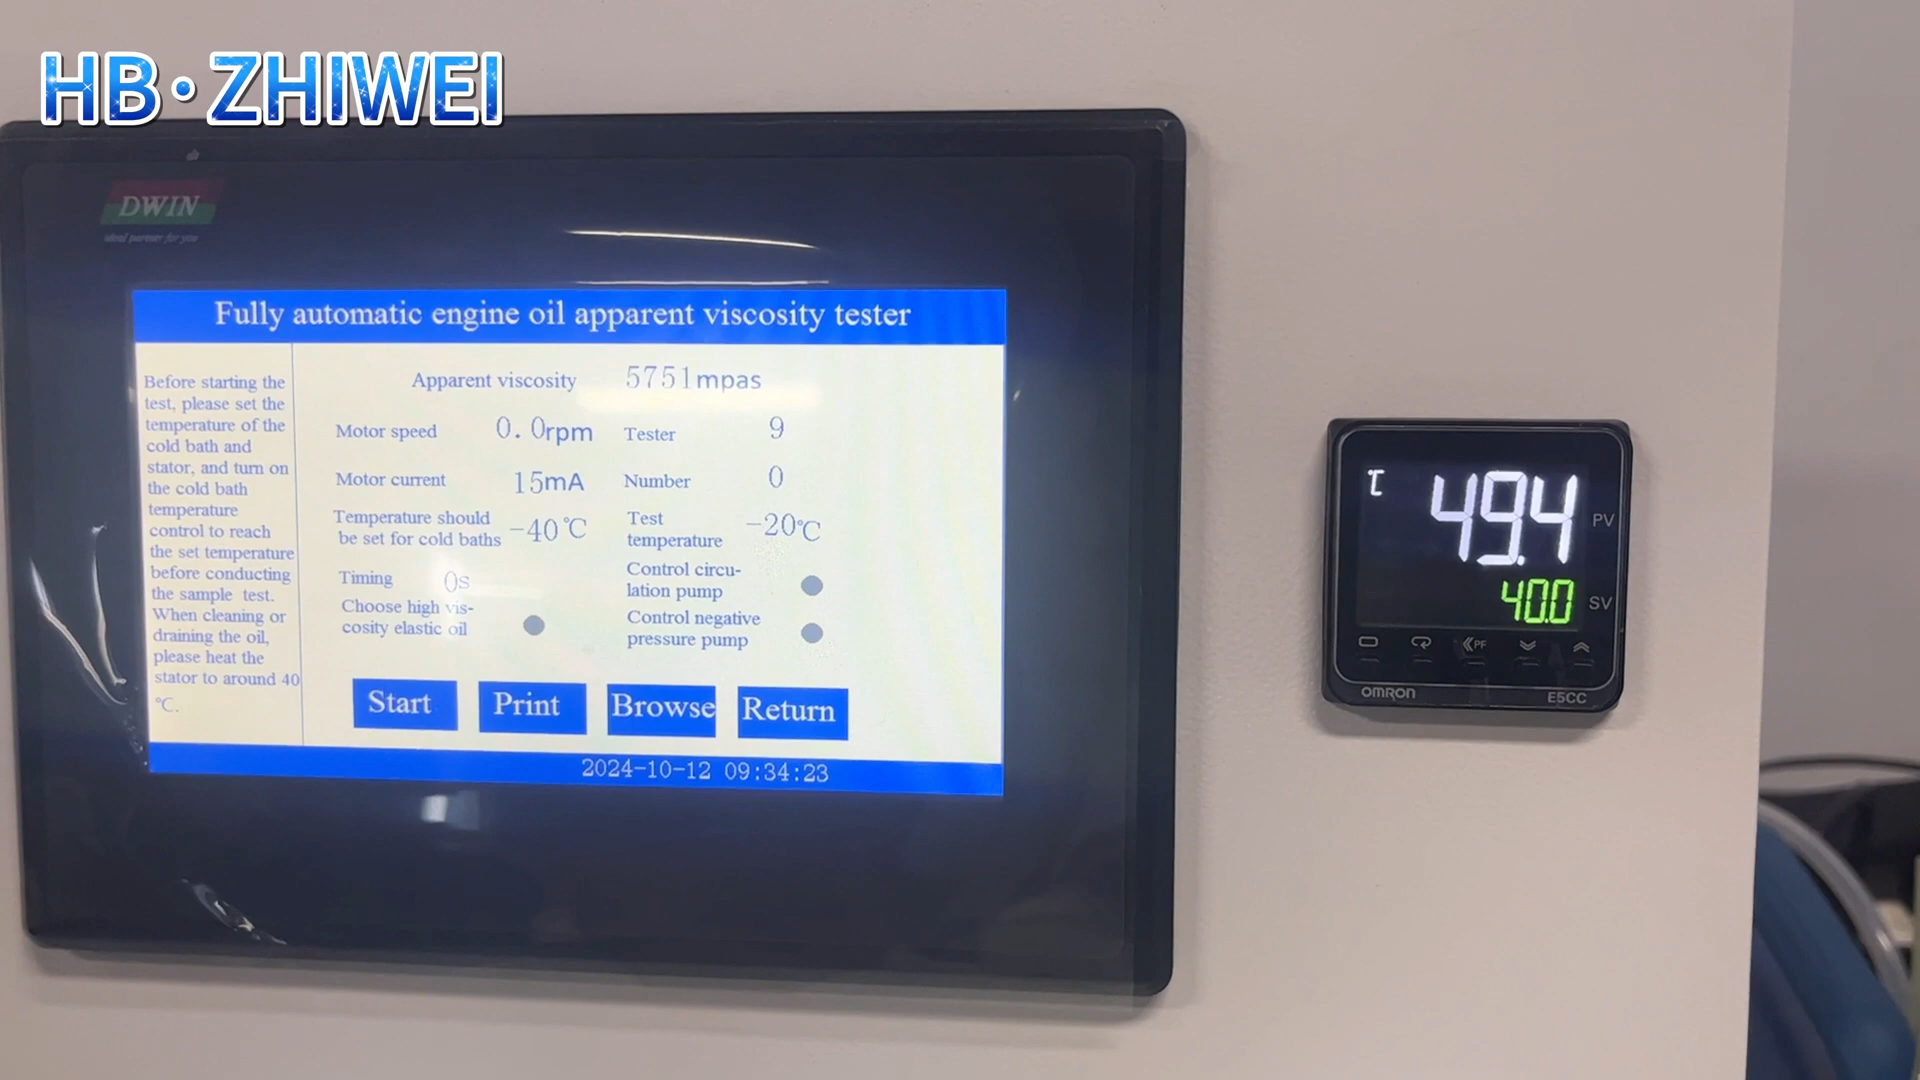 HB·ZHIWEI
DWIN
Ideal partner for you
Fully automatic engine oil apparent viscosity tester
Before starting the
test, please set the
temperature of the
cold bath and
stator, and turn on
the cold bath
temperature
control to reach
the set temperature
before conducting
the sample test.
When cleaning or
draining the oil,
please heat the
stator to around 40
℃.
Apparent viscosity 5751mpas
Motor speed 0.0rpm Tester 9
Motor current 15mA Number 0
Temperature should
be set for cold baths -40℃
Test
temperature -20℃
Timing 0s
Control circu-
lation pump
Choose high vis-
cosity elastic oil
Control negative
pressure pump
Start Print Browse Return
2024-10-12 09:34:23
℃ 49.4 PV
40.0 SV
PF
OMRON E5CC